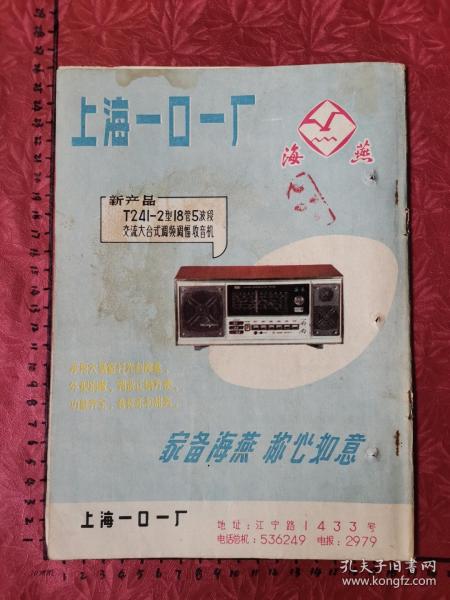 上海一〇一厂
海燕
新产品
T241-2型18管5波段
交流大台式调频调幅收音机
家备海燕 称心如意
上海一〇一厂
地址：江宁路1433号
电话总机：536249 电报：2979
孔夫子旧书网
www.kongfz.com